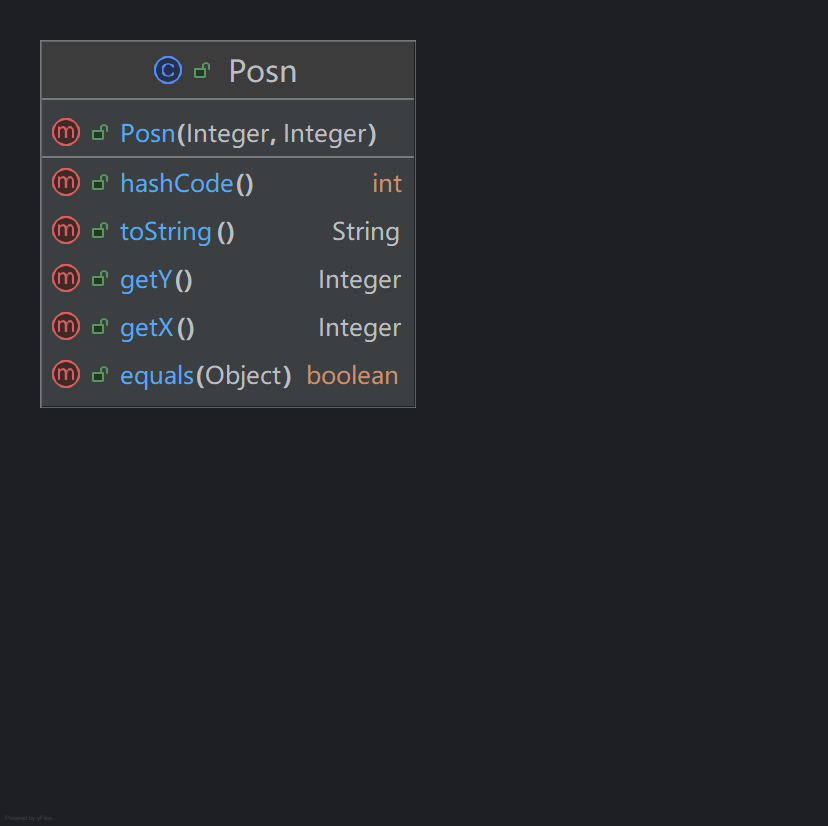 Posn
Posn(Integer, Integer)
hashCode() int
toString() String
getY() Integer
getX() Integer
equals(Object) boolean
Powered by yFiles